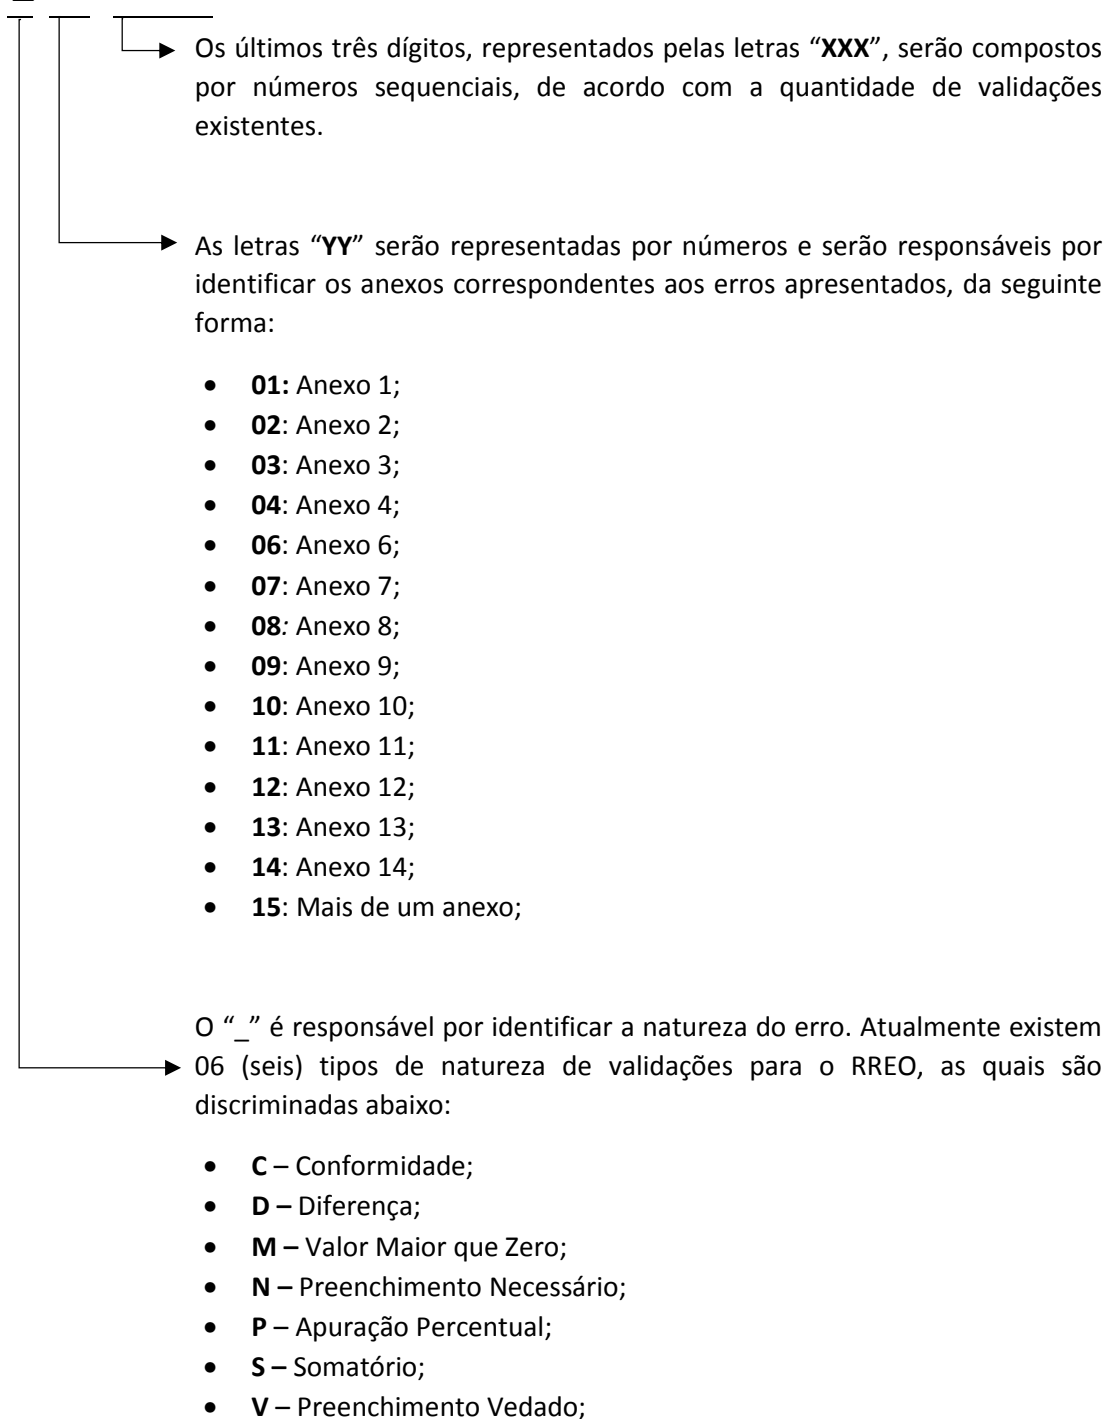 Os últimos três dígitos, representados pelas letras “XXX”, serão compostos
por números sequenciais, de acordo com a quantidade de validações
existentes.
As letras “YY” serão representadas por números e serão responsáveis por
identificar os anexos correspondentes aos erros apresentados, da seguinte
forma:
• 01: Anexo 1;
• 02: Anexo 2;
• 03: Anexo 3;
• 04: Anexo 4;
• 06: Anexo 6;
• 07: Anexo 7;
• 08: Anexo 8;
• 09: Anexo 9;
• 10: Anexo 10;
• 11: Anexo 11;
• 12: Anexo 12;
• 13: Anexo 13;
• 14: Anexo 14;
• 15: Mais de um anexo;
O “_” é responsável por identificar a natureza do erro. Atualmente existem
06 (seis) tipos de natureza de validações para o RREO, as quais são
discriminadas abaixo:
• C – Conformidade;
• D – Diferença;
• M – Valor Maior que Zero;
• N – Preenchimento Necessário;
• P – Apuração Percentual;
• S – Somatório;
• V – Preenchimento Vedado;